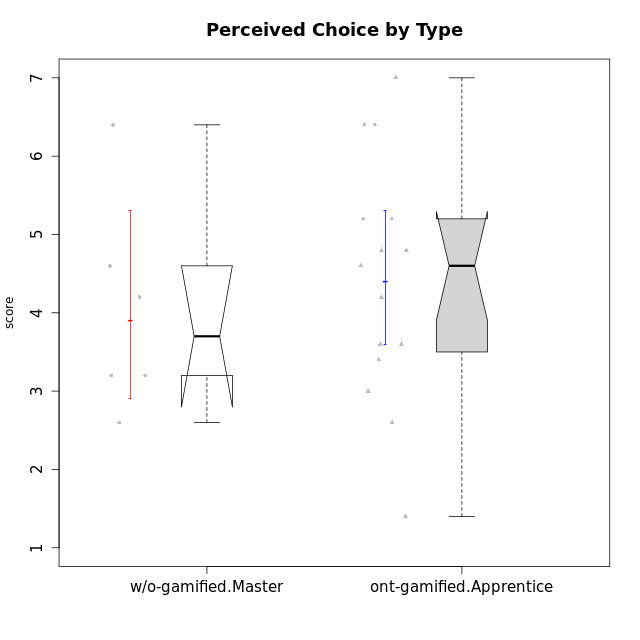 Perceived Choice by Type
7
6
5
4
3
2
1
score
w/o-gamified.Master
ont-gamified.Apprentice